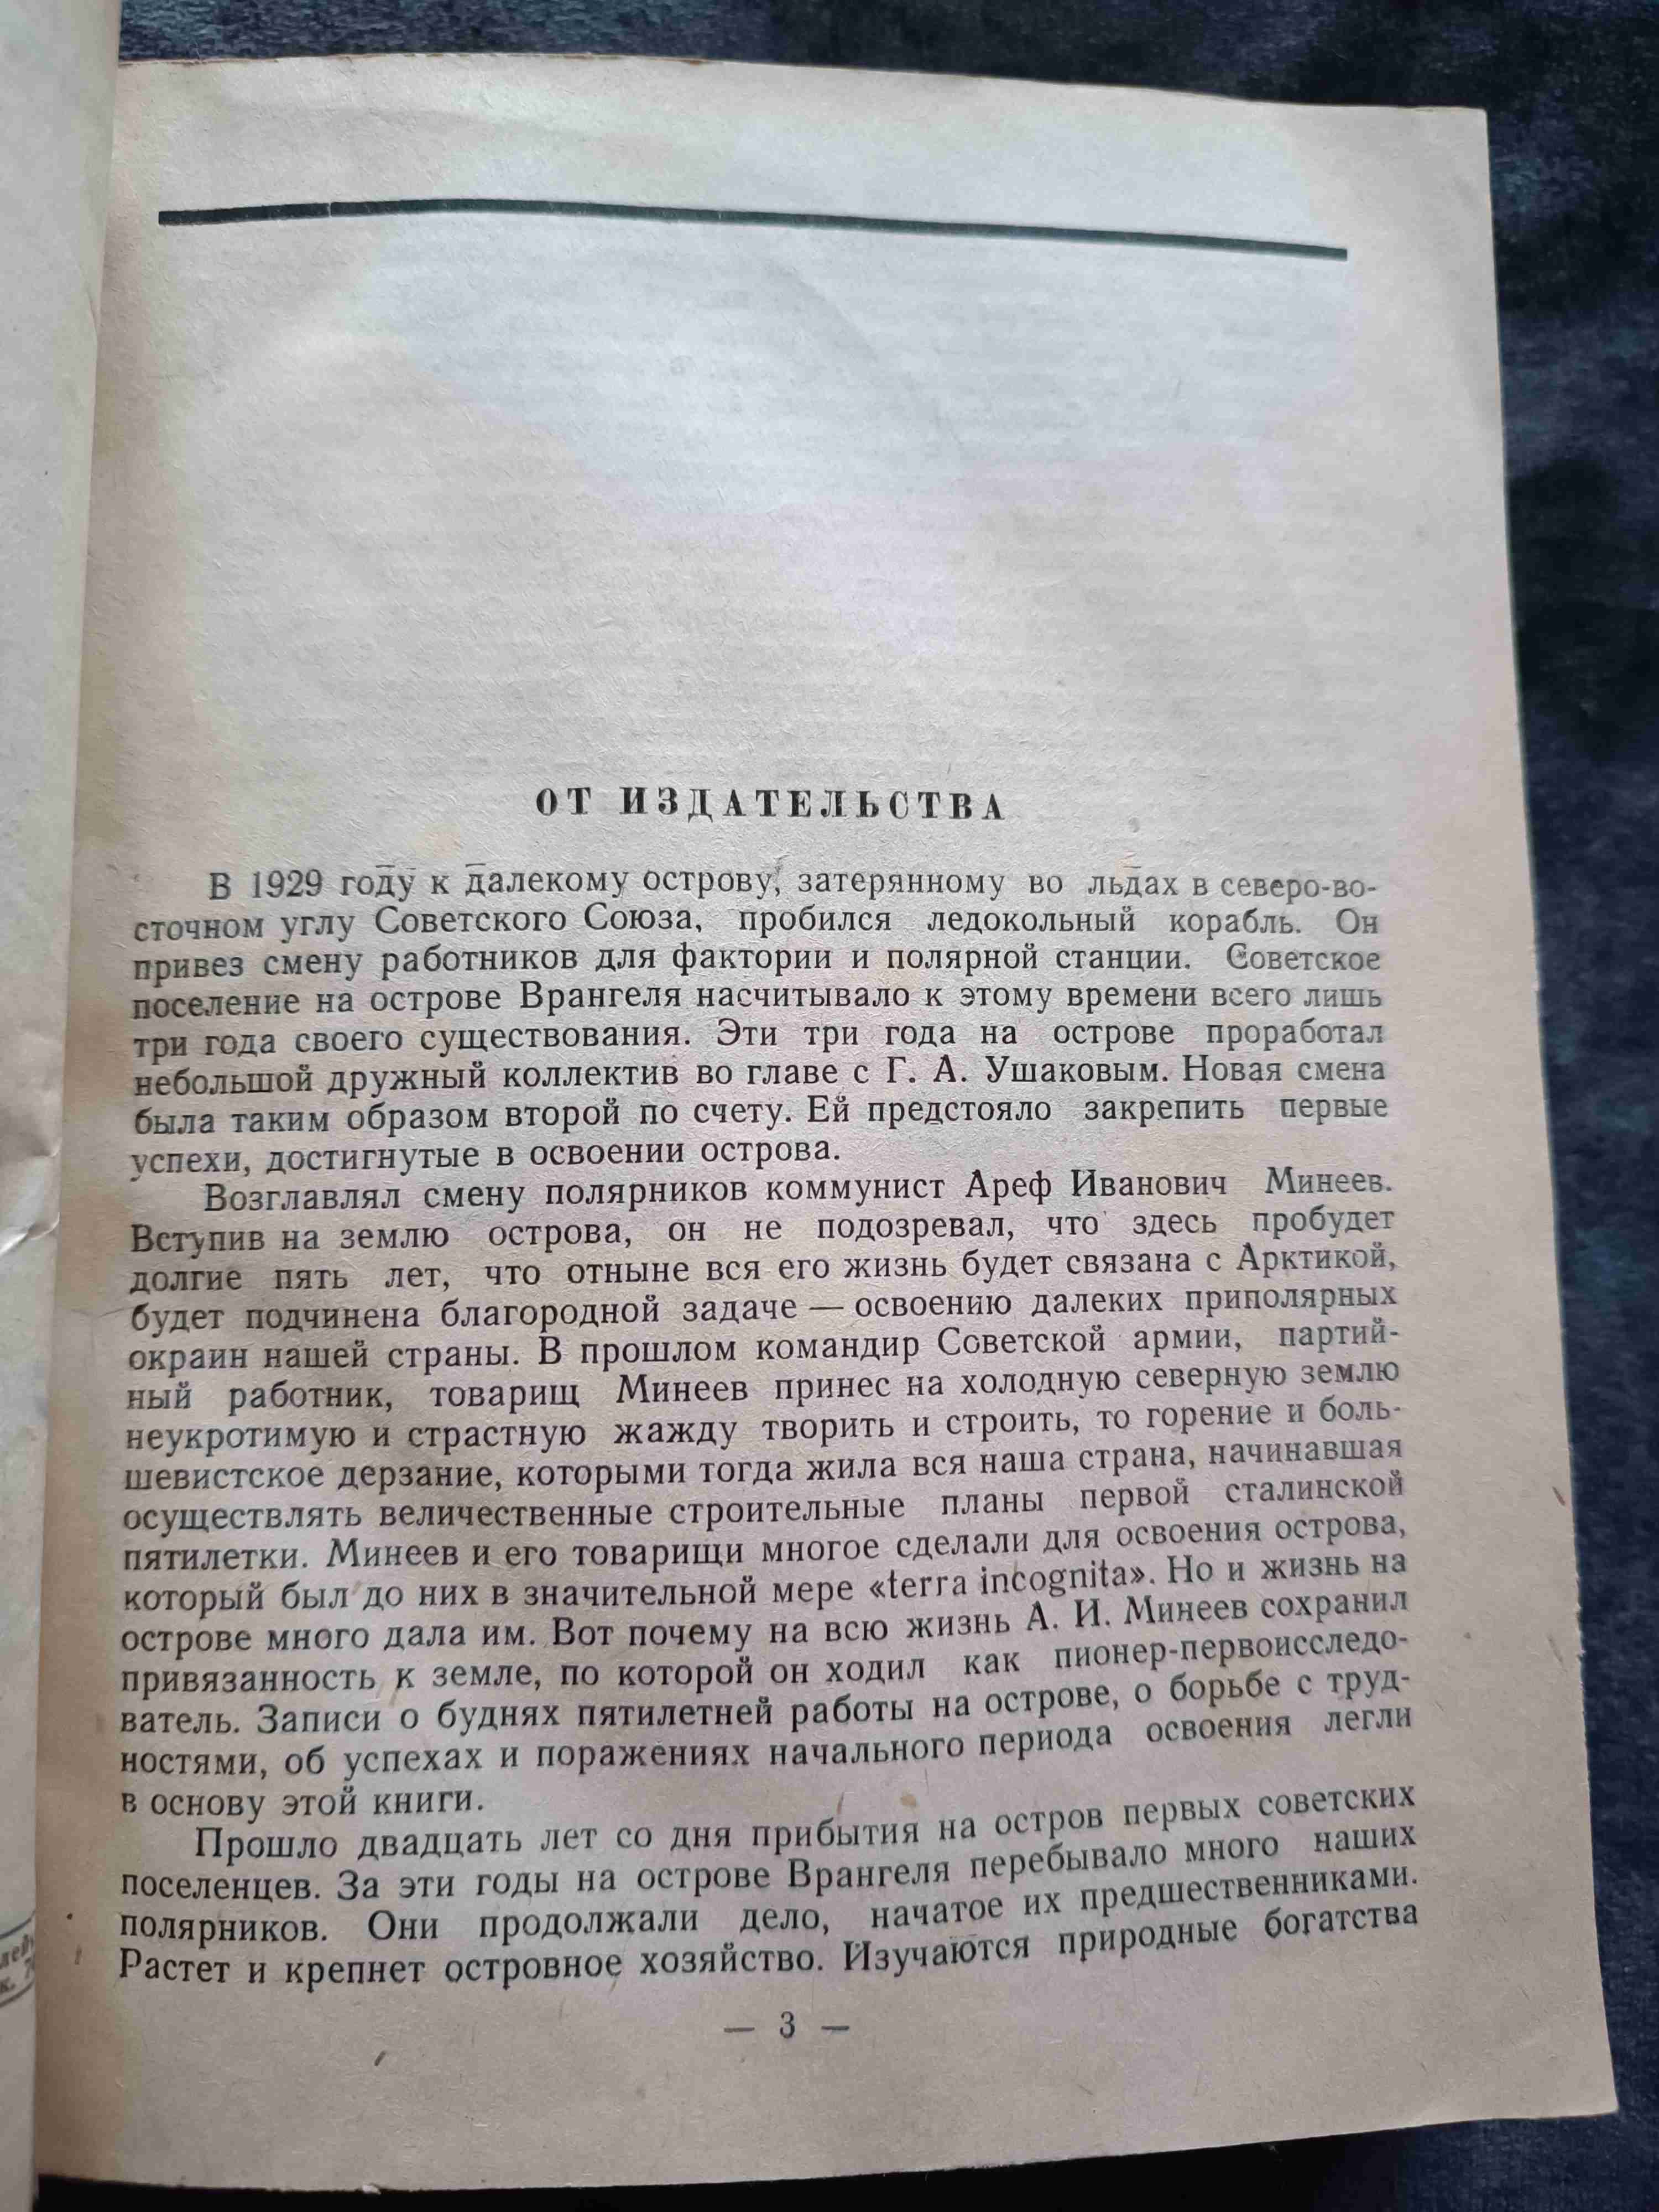 ОТ ИЗДАТЕЛЬСТВА
В 1929 году к далекому острову, затерянному во льдах в северо-во-
сточном углу Советского Союза, пробился ледокольный корабль. Он
привез смену работников для фактории и полярной станции. Советское
поселение на острове Врангеля насчитывало к этому времени всего лишь
три года своего существования. Эти три года на острове проработал
небольшой дружный коллектив во главе с Г. А. Ушаковым. Новая смена
была таким образом второй по счету. Ей предстояло закрепить первые
успехи, достигнутые в освоении острова.
Возглавлял смену полярников коммунист Ареф Иванович Минеев.
Вступив на землю острова, он не подозревал, что здесь пробудет
долгие пять лет, что отныне вся его жизнь будет связана с Арктикой,
будет подчинена благородной задаче — освоению далеких приполярных
окраин нашей страны. В прошлом командир Советской армии, партий-
ный работник, товарищ Минеев принес на холодную северную землю
неукротимую и страстную жажду творить и строить, то горение и боль-
шевистское дерзание, которыми тогда жила вся наша страна, начинавшая
осуществлять величественные строительные планы первой сталинской
пятилетки. Минеев и его товарищи многое сделали для освоения острова,
который был до них в значительной мере «terra incognita». Но и жизнь на
острове много дала им. Вот почему на всю жизнь А. И. Минеев сохранил
привязанность к земле, по которой он ходил как пионер-первоисследо-
ватель. Записи о буднях пятилетней работы на острове, о борьбе с труд-
ностями, об успехах и поражениях начального периода освоения легли
в основу этой книги.
Прошло двадцать лет со дня прибытия на остров первых советских
поселенцев. За эти годы на острове Врангеля перебывало много наших
полярников. Они продолжали дело, начатое их предшественниками.
Растет и крепнет островное хозяйство. Изучаются природные богатства
— 3 —